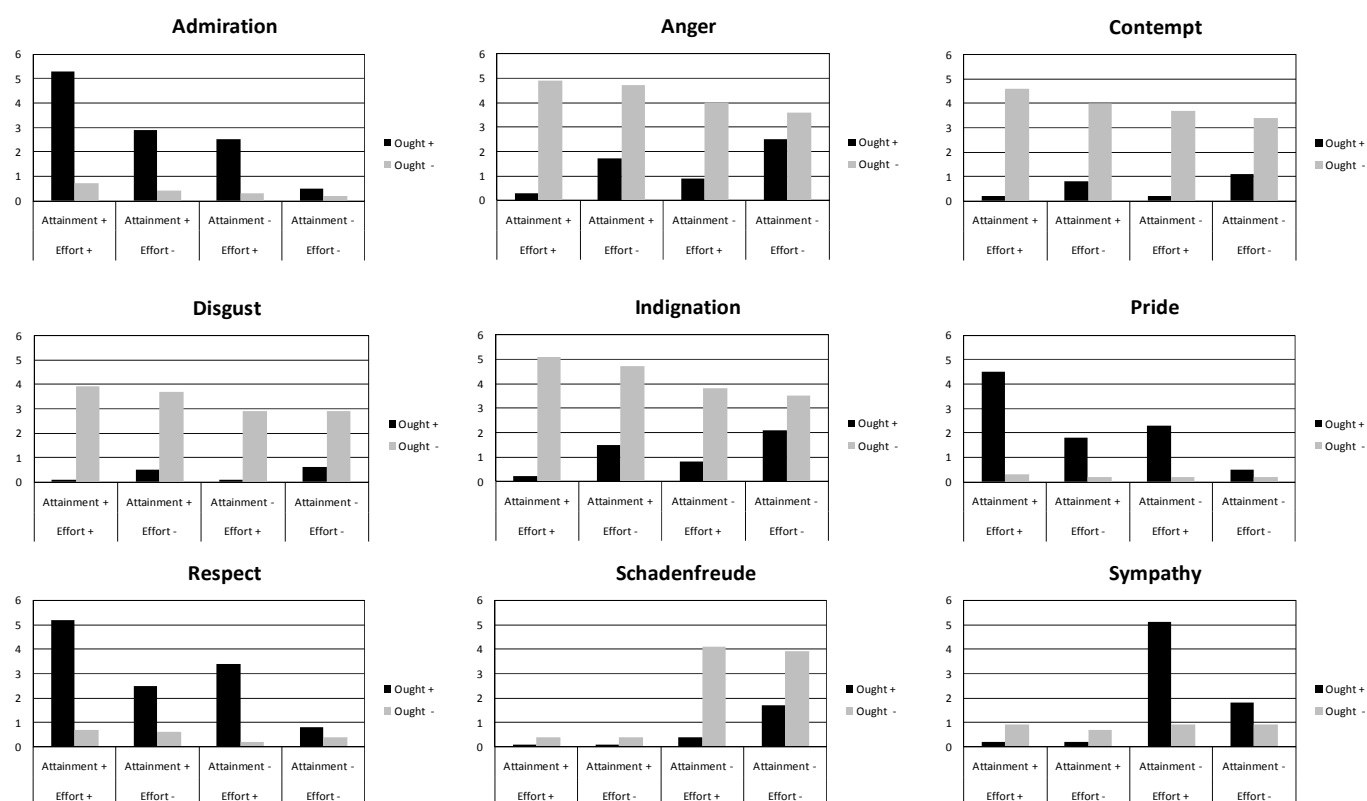 Admiration
6
5
4
3
2
1
0
Attainment + Attainment + Attainment - Attainment -
Effort + Effort - Effort + Effort -
Ought +
Ought -
Anger
6
5
4
3
2
1
0
Attainment + Attainment + Attainment - Attainment -
Effort + Effort - Effort + Effort -
Ought +
Ought -
Contempt
6
5
4
3
2
1
0
Attainment + Attainment + Attainment - Attainment -
Effort + Effort - Effort + Effort -
Ought +
Ought -
Disgust
6
5
4
3
2
1
0
Attainment + Attainment + Attainment - Attainment -
Effort + Effort - Effort + Effort -
Ought +
Ought -
Indignation
6
5
4
3
2
1
0
Attainment + Attainment + Attainment - Attainment -
Effort + Effort - Effort + Effort -
Ought +
Ought -
Pride
6
5
4
3
2
1
0
Attainment + Attainment + Attainment - Attainment -
Effort + Effort - Effort + Effort -
Ought +
Ought -
Respect
6
5
4
3
2
1
0
Attainment + Attainment + Attainment - Attainment -
Effort + Effort - Effort + Effort -
Ought +
Ought -
Schadenfreude
6
5
4
3
2
1
0
Attainment + Attainment + Attainment - Attainment -
Effort + Effort - Effort + Effort -
Ought +
Ought -
Sympathy
6
5
4
3
2
1
0
Attainment + Attainment + Attainment - Attainment -
Effort + Effort - Effort + Effort -
Ought +
Ought -